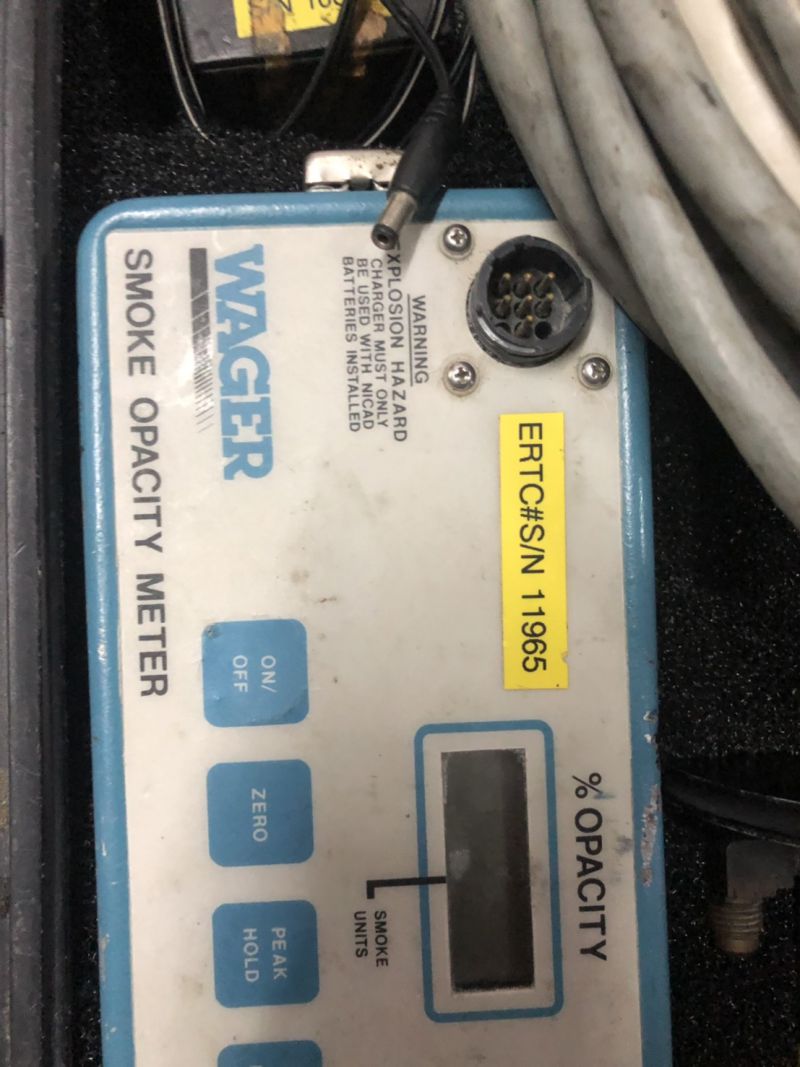 WARNING
EXPLOSION HAZARD
CHARGER MUST ONLY
BE USED WITH NICAD
BATTERIES INSTALLED
WAGER
SMOKE OPACITY METER
ERTC#S/N 11965
% OPACITY
SMOKE
UNITS
ON/
OFF
ZERO
PEAK
HOLD